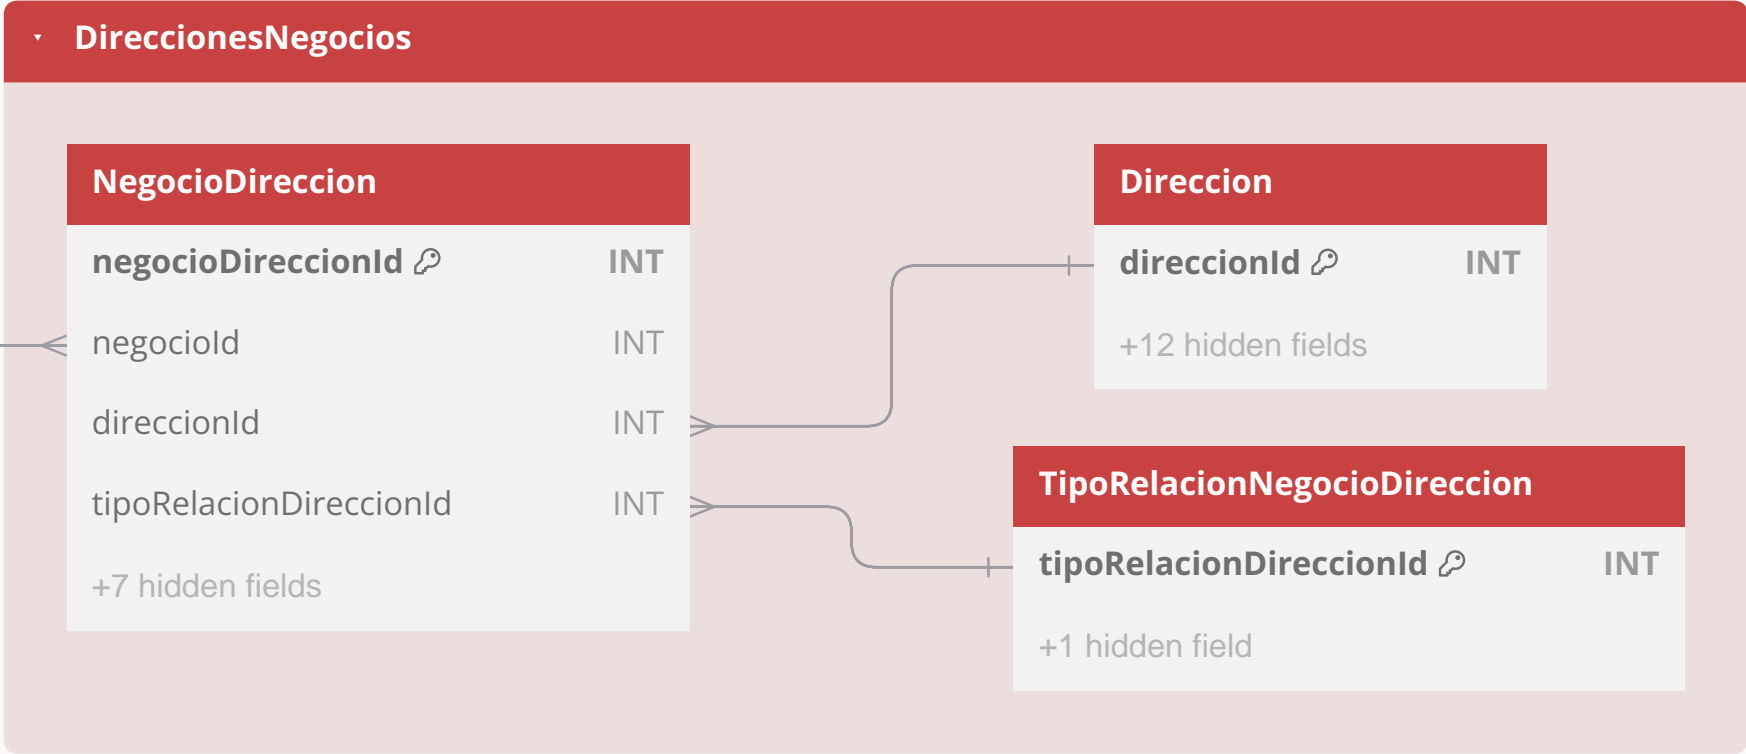 DireccionesNegocios
NegocioDireccion
negocioDireccionId INT
negocioId INT
direccionId INT
tipoRelacionDireccionId INT
+7 hidden fields
Direccion
direccionId INT
+12 hidden fields
TipoRelacionNegocioDireccion
tipoRelacionDireccionId INT
+1 hidden field